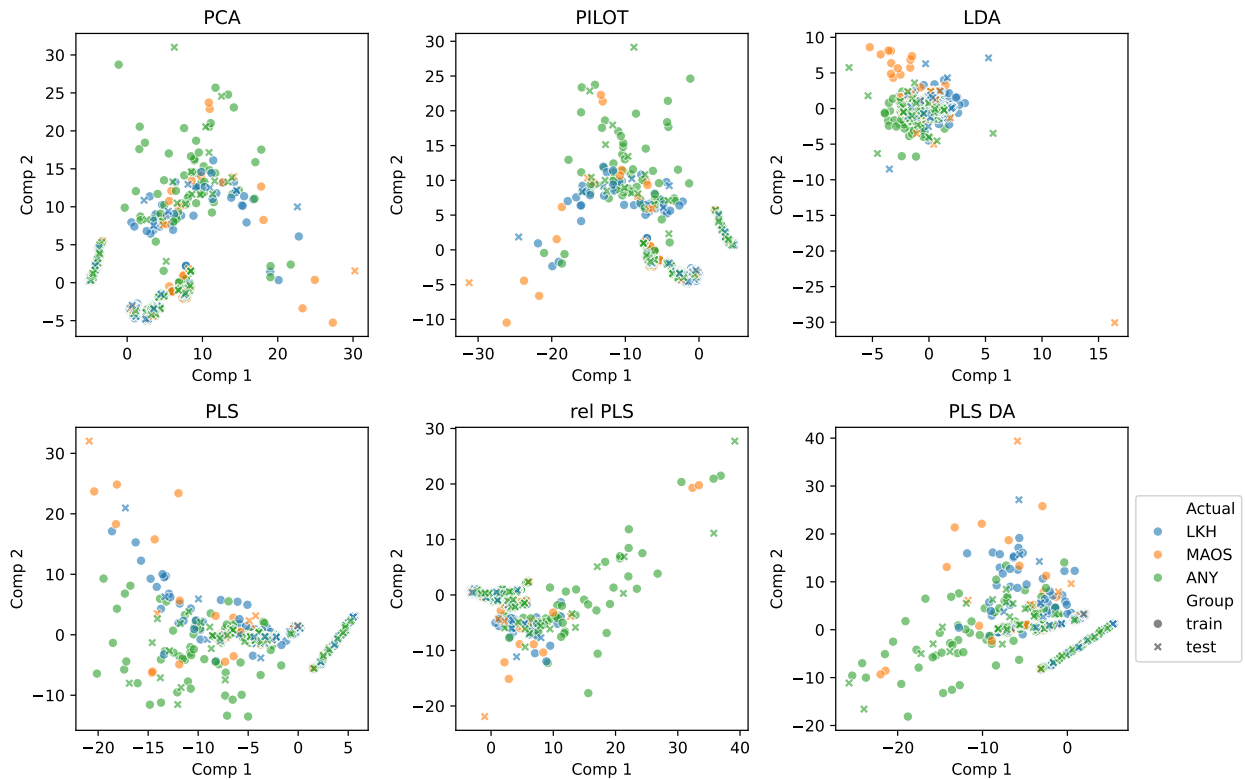 PCA
PILOT
LDA
30
25
20
15
10
5
0
−5
Comp 2
0
10
20
30
Comp 1
30
25
20
15
10
5
0
−5
−10
Comp 2
−30
−20
−10
0
Comp 1
10
5
0
−5
−10
−15
−20
−25
−30
Comp 2
−5
0
5
10
15
Comp 1
PLS
rel PLS
PLS DA
30
20
10
0
−10
Comp 2
−20
−15
−10
−5
0
5
Comp 1
30
20
10
0
−10
−20
Comp 2
0
10
20
30
40
Comp 1
40
30
20
10
0
−10
−20
Comp 2
−20
−10
0
Comp 1
Actual
LKH
MAOS
ANY
Group
train
test